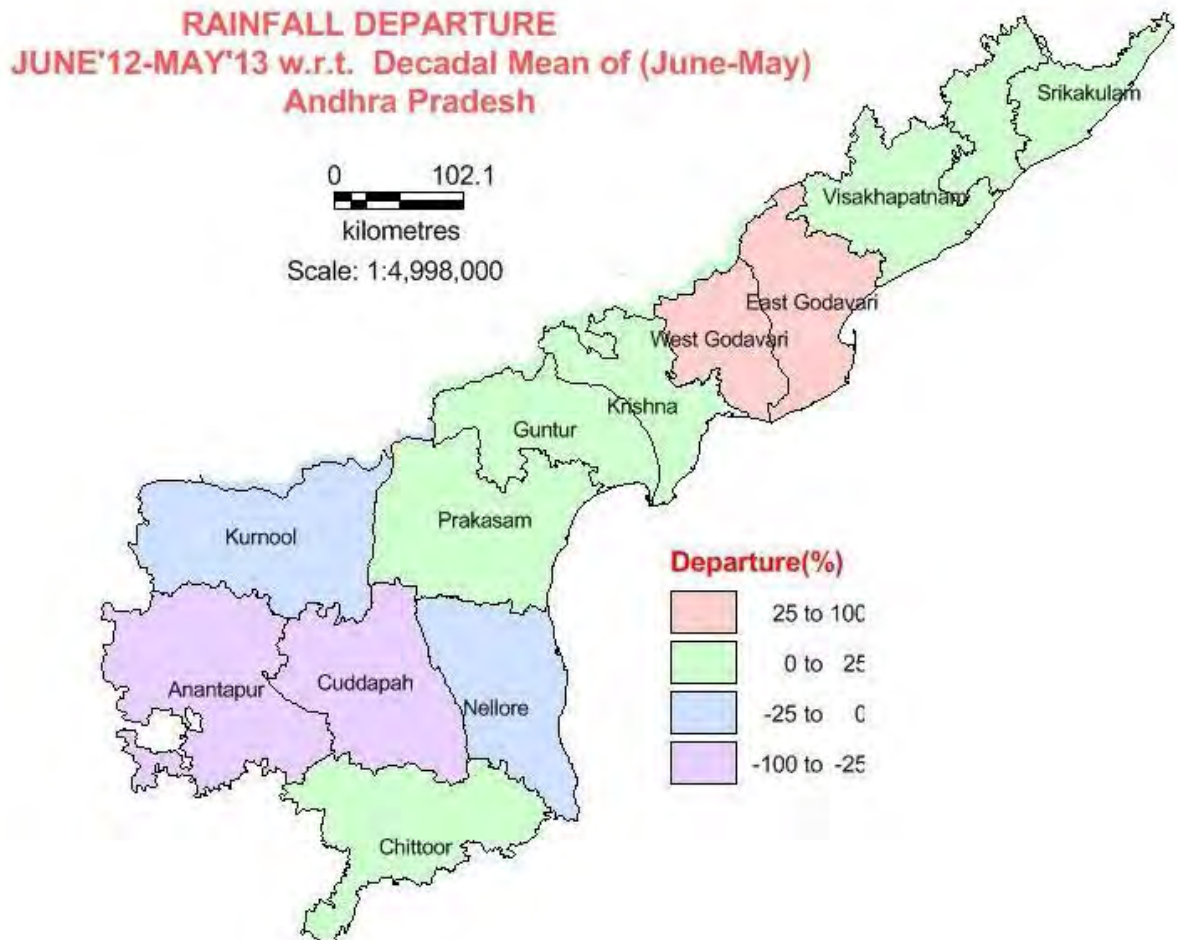 RAINFALL DEPARTURE
JUNE'12-MAY'13 w.r.t. Decadal Mean of (June-May)
Andhra Pradesh
0 102.1
kilometres
Scale: 1:4,998,000
Srikakulam
Visakhapatnam
East Godavari
West Godavari
Krishna
Guntur
Prakasam
Kurnool
Anantapur
Cuddapah
Nellore
Chittoor
Departure(%)
25 to 100
0 to 25
-25 to 0
-100 to -25